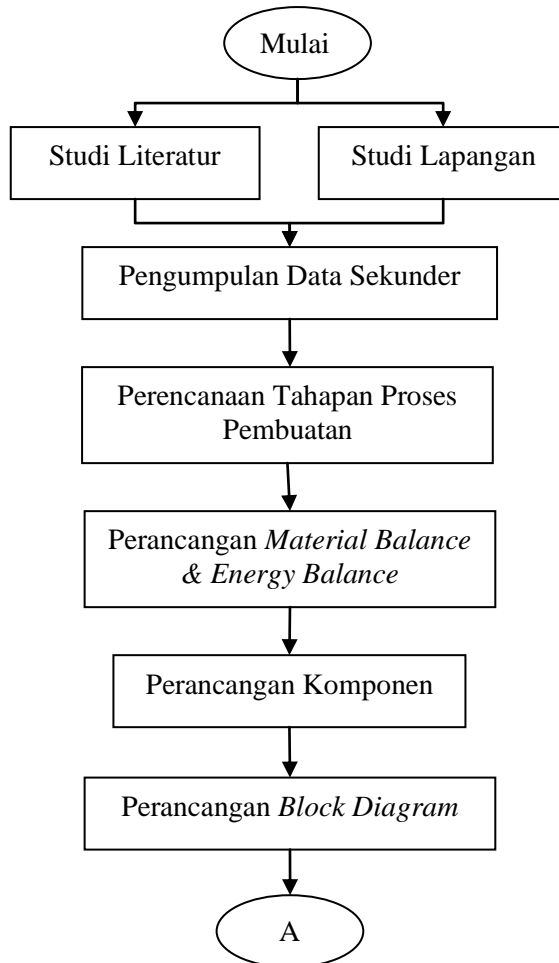 Mulai
Studi Literatur
Studi Lapangan
Pengumpulan Data Sekunder
Perencanaan Tahapan Proses
Pembuatan
Perancangan Material Balance
& Energy Balance
Perancangan Komponen
Perancangan Block Diagram
A